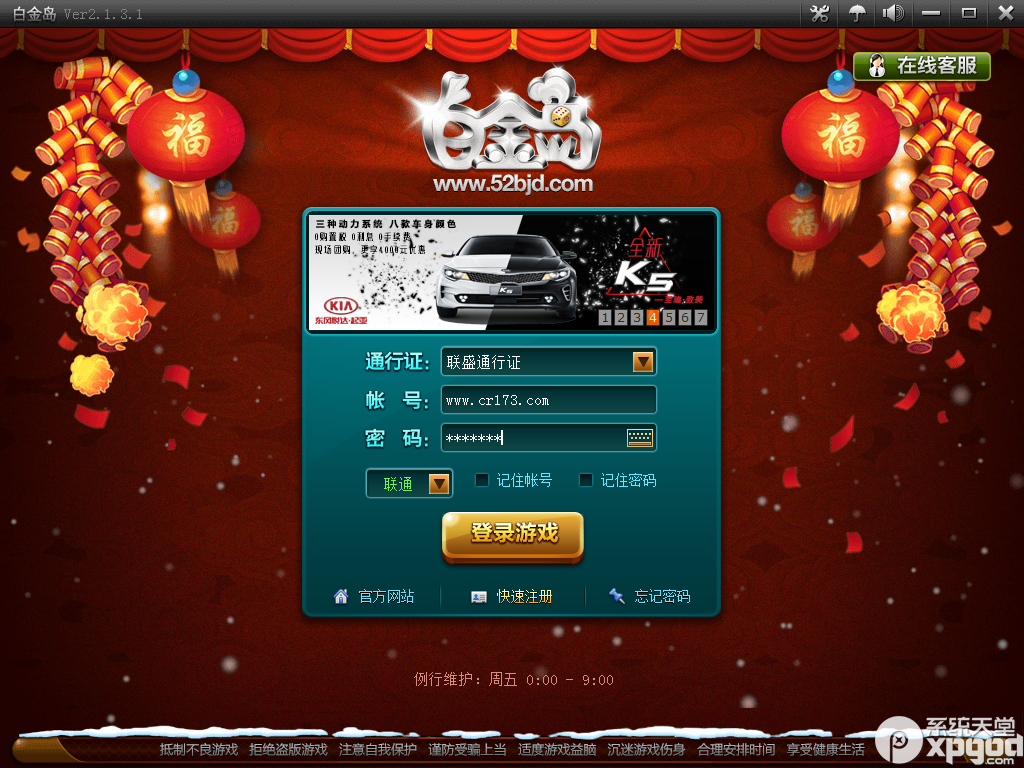 白金岛 Ver2.1.3.1
在线客服
福
福
福
福
白金岛
www.52bjd.com
三种动力系统 八款车身颜色
0购置税 0利息 0手续费
现场团购，更享4000元优惠
全新
K5
KIA
东风悦达·起亚
K5
1 2 3 4 5 6 7
通行证：联盛通行证
帐 号：www.cr173.com
密 码：*******
联通 记住帐号 记住密码
登录游戏
官方网站 快速注册 忘记密码
例行维护：周五 0:00 - 9:00
抵制不良游戏 拒绝盗版游戏 注意自我保护 谨防受骗上当 适度游戏益脑 沉迷游戏伤身 合理安排时间 享受健康生活
系统天堂
xpgod.com